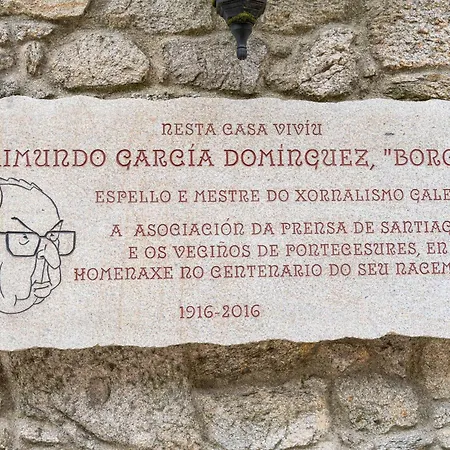 NESTA CASA VIVÍU
IMUNDO GARCÍA DOMÍNGUEZ, "BORO
ESPELLO E MESTRE DO XORNALISMO GALE
A ASOCIACIÓN DA PRENSA DE SANTIAG
E OS VECIÑOS DE PONTECESURES, EN
HOMENAXE NO CENTENARIO DO SEU NACEM
1916-2016